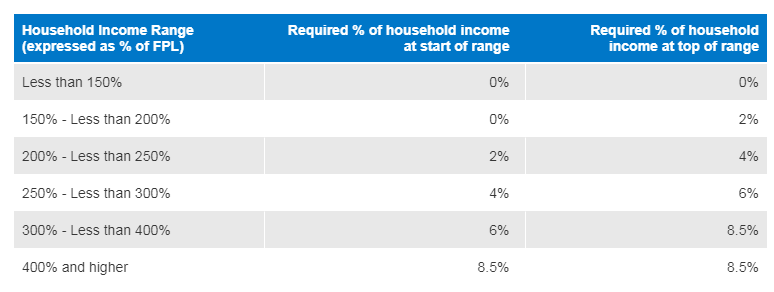 Household Income Range Required % of household income Required % of household
(expressed as % of FPL) at start of range income at top of range
Less than 150% 0% 0%
150% - Less than 200% 0% 2%
200% - Less than 250% 2% 4%
250% - Less than 300% 4% 6%
300% - Less than 400% 6% 8.5%
400% and higher 8.5% 8.5%